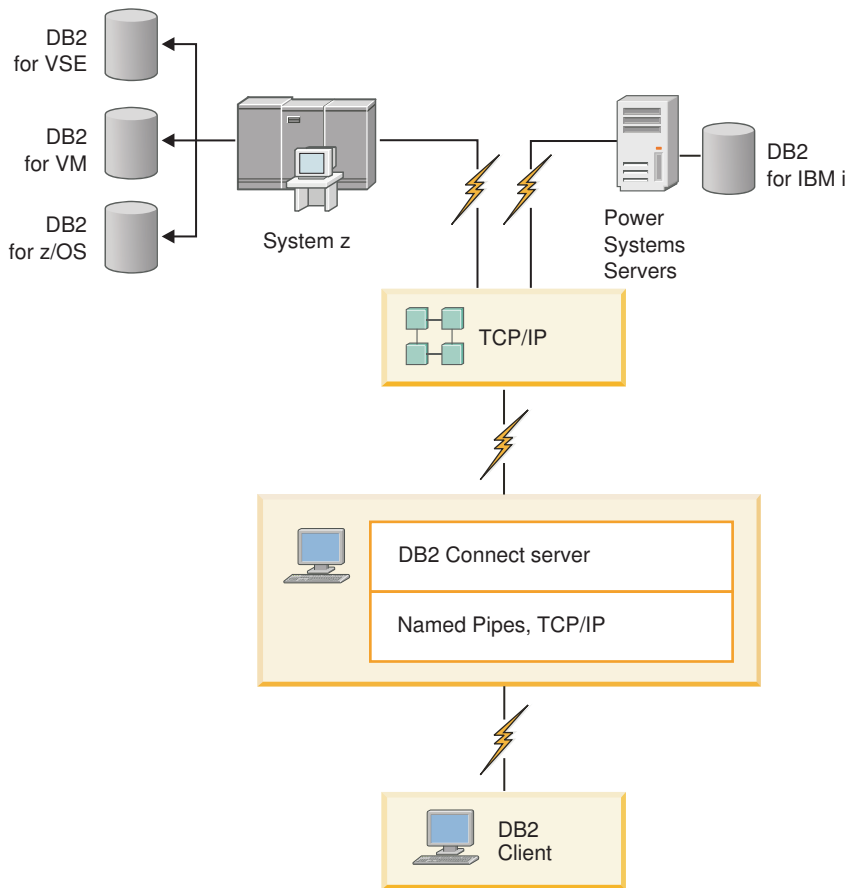 DB2
for VSE
DB2
for VM
DB2
for z/OS
System z
Power
Systems
Servers
DB2
for IBM i
TCP/IP
DB2 Connect server
Named Pipes, TCP/IP
DB2
Client